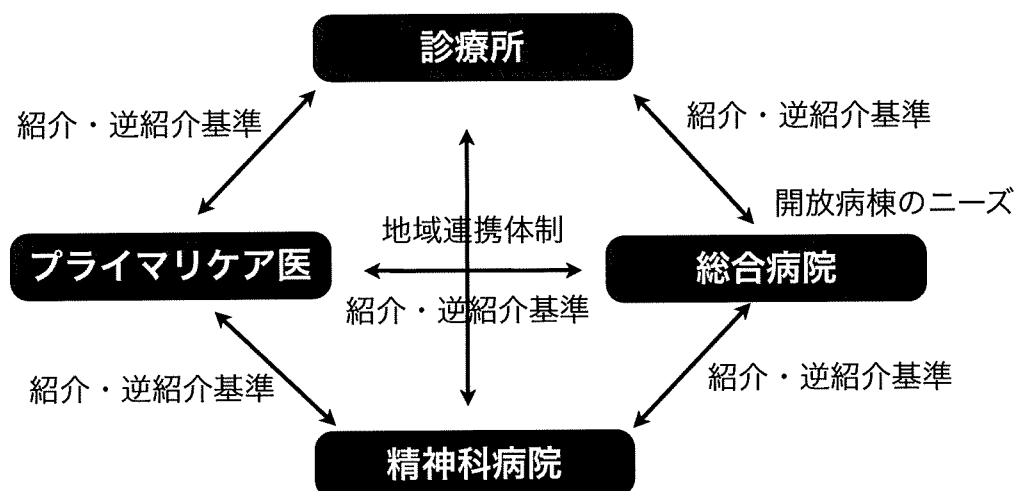 診療所
紹介・逆紹介基準
紹介・逆紹介基準
開放病棟のニーズ
地域連携体制
プライマリケア医
総合病院
紹介・逆紹介基準
紹介・逆紹介基準
紹介・逆紹介基準
精神科病院